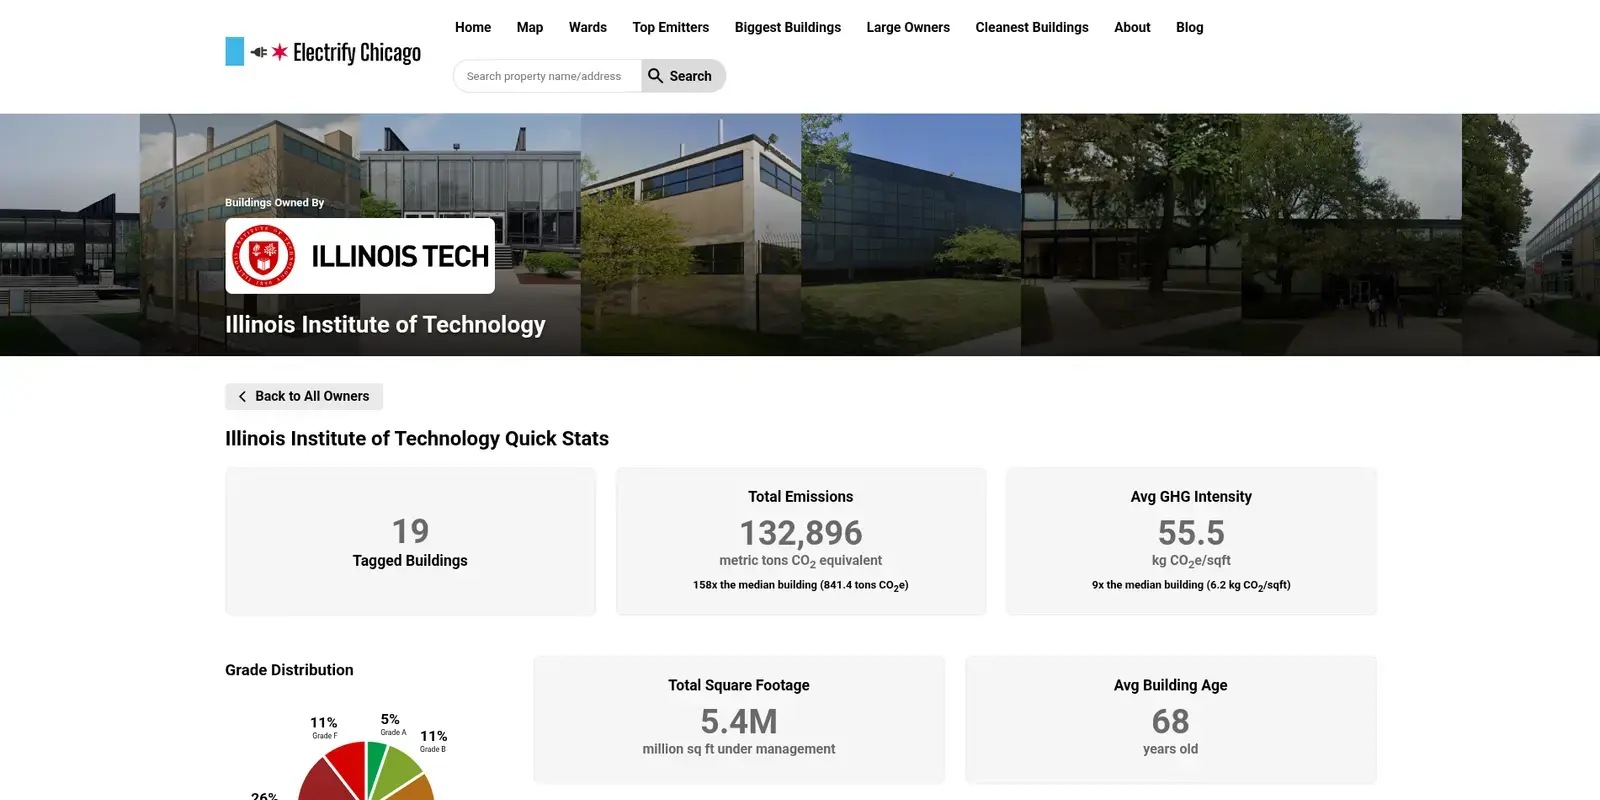 Home Map Wards Top Emitters Biggest Buildings Large Owners Cleanest Buildings About Blog
Electrify Chicago
Search property name/address Search
Buildings Owned By
ILLINOIS TECH
Illinois Institute of Technology
Back to All Owners
Illinois Institute of Technology Quick Stats
19
Tagged Buildings
Total Emissions
132,896
metric tons CO2 equivalent
158x the median building (841.4 tons CO2e)
Avg GHG Intensity
55.5
kg CO2e/sqft
9x the median building (6.2 kg CO2/sqft)
Grade Distribution
11%
Grade F
5%
Grade A
11%
Grade B
26%
Total Square Footage
5.4M
million sq ft under management
Avg Building Age
68
years old